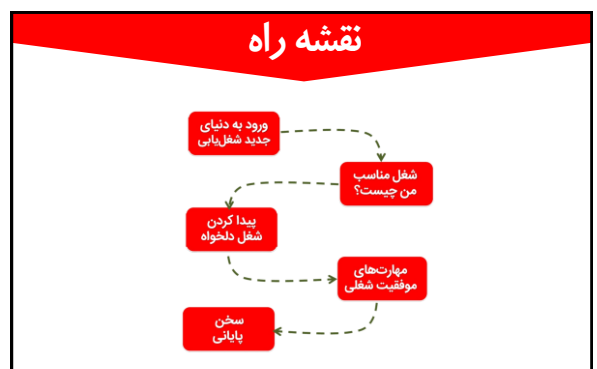 نقشه راه
ورود به دنیای
جدید شغل‌یابی
شغل مناسب
من چیست؟
پیدا کردن
شغل دلخواه
مهارت‌های
موفقیت شغلی
سخن
پایانی